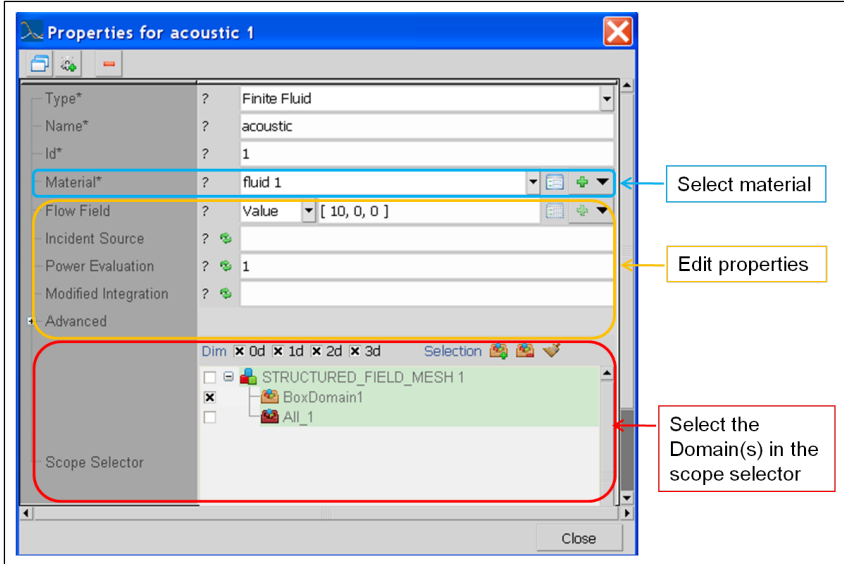 Properties for acoustic 1
Type* ? Finite Fluid
Name* ? acoustic
Id* ? 1
Material* ? fluid 1
Select material
Flow Field ? Value [ 10, 0, 0 ]
Incident Source ?
Power Evaluation ? 1
Edit properties
Modified Integration ?
Advanced
Dim 0d 1d 2d 3d Selection
STRUCTURED_FIELD_MESH 1
BoxDomain1
All_1
Select the
Domain(s) in the
scope selector
Scope Selector
Close